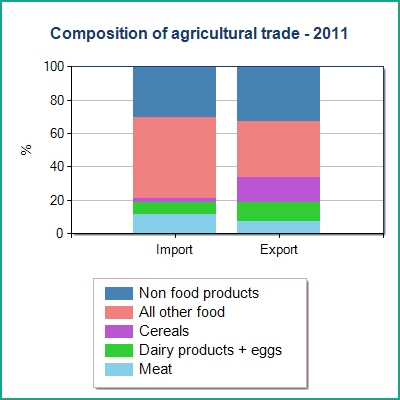 Composition of agricultural trade - 2011
100
80
60
40
20
0
%
Import Export
Non food products
All other food
Cereals
Dairy products + eggs
Meat